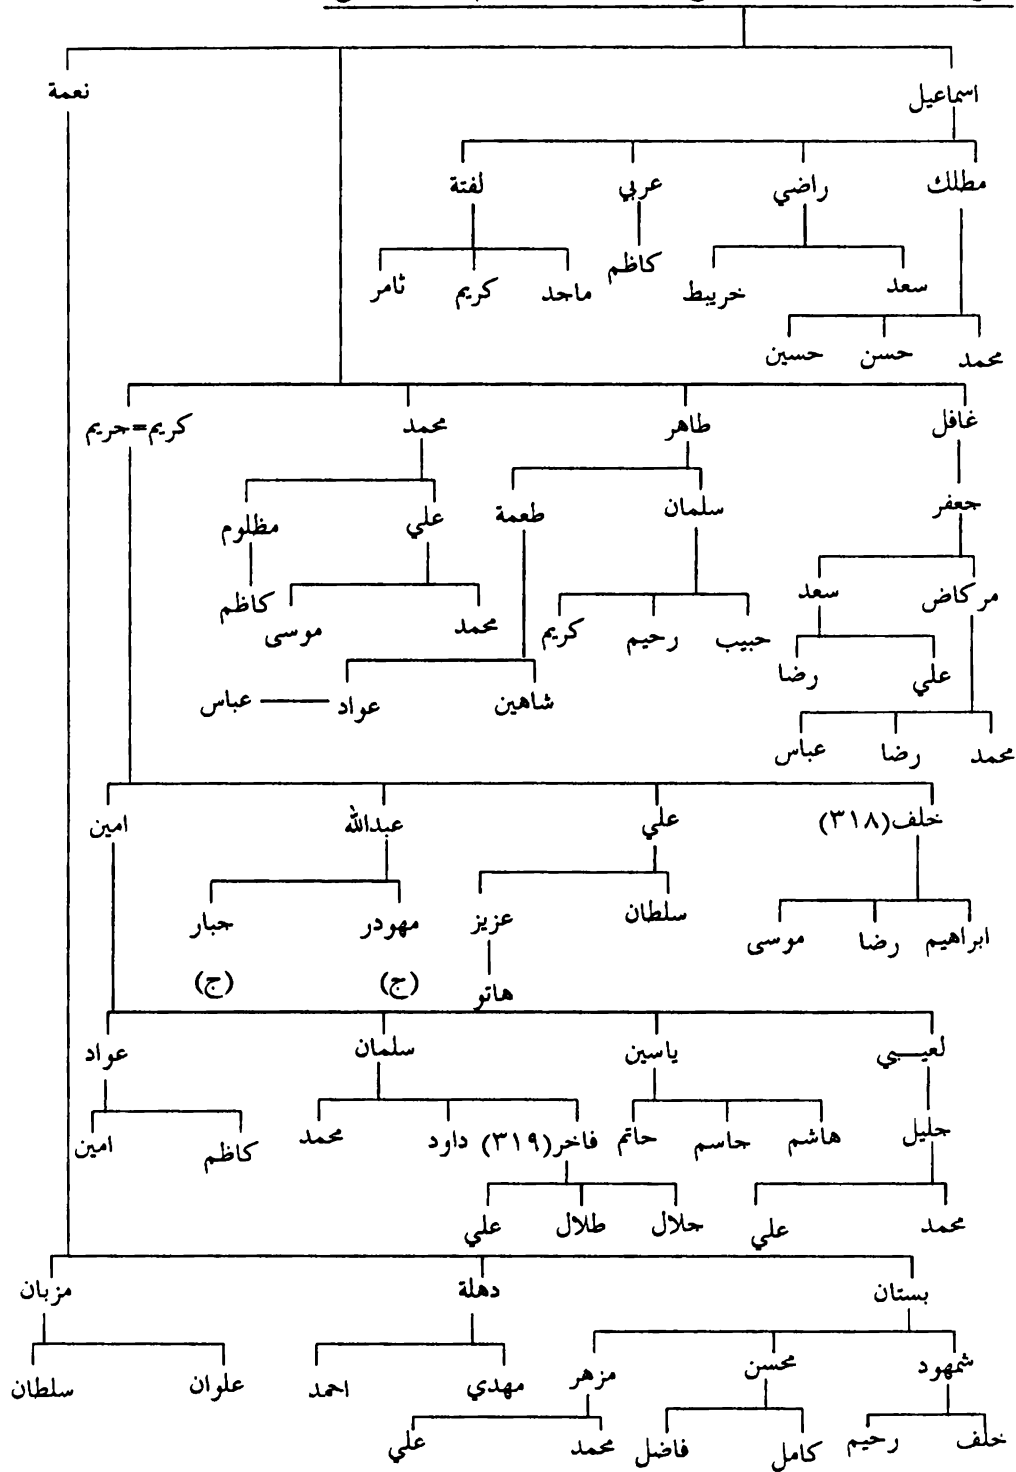 اسماعيل نعمة
مطلك راضي عربي لفتة
سعد خريبط كاظم ماجد كريم ثامر
محمد حسن حسين
غافل طاهر محمد كريم=حريم
جعفر سلمان طعمة علي مظلوم
مركاض سعد حبيب رحيم كريم محمد موسى كاظم
علي رضا شاهين عواد عباس
محمد رضا عباس
خلف(٣١٨) علي عبدالله امين
ابراهيم رضا موسى سلطان عزيز مهودر جبار
هاتو (ج) (ج)
لعيبي ياسين سلمان عواد
جليل هاشم جاسم حاتم فاخر(٣١٩) داود محمد كاظم امين
محمد علي جلال طلال علي
بستان دهلة مزبان
شمهود محسن مزهر مهدي احمد علوان سلطان
خلف رحيم كامل فاضل محمد علي